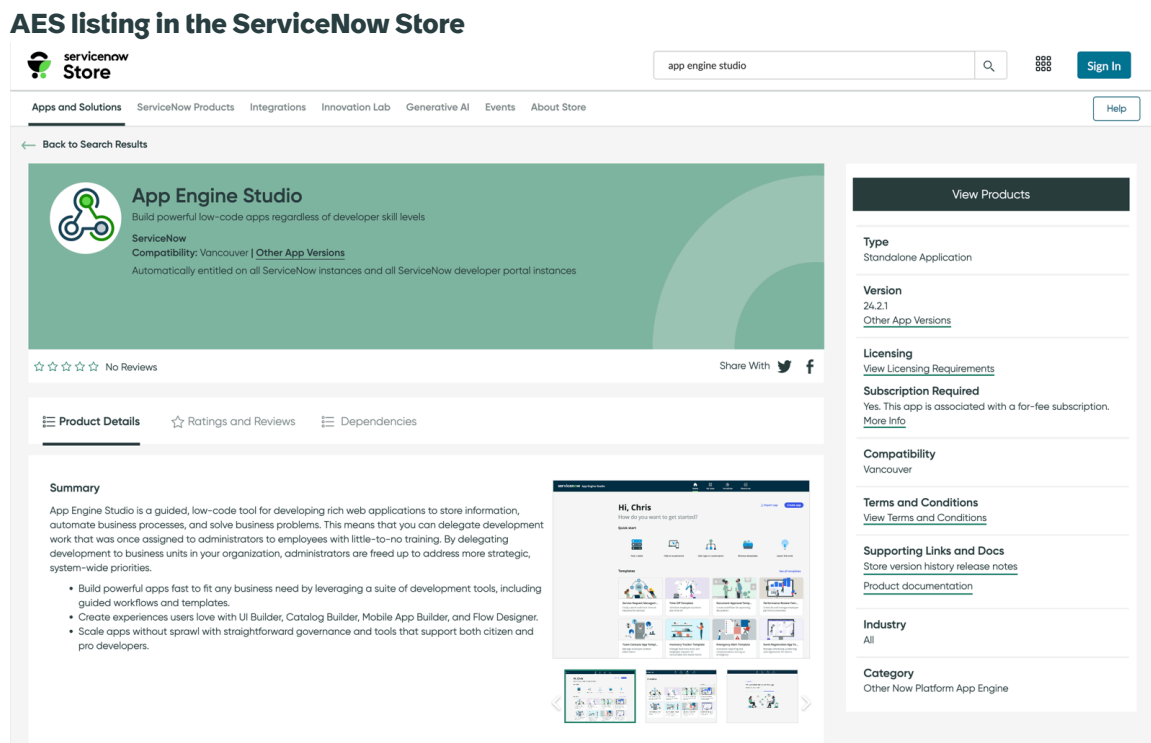 AES listing in the ServiceNow Store
servicenow
Store
app engine studio
Sign In
Apps and Solutions
ServiceNow Products
Integrations
Innovation Lab
Generative AI
Events
About Store
Help
Back to Search Results
App Engine Studio
Build powerful low-code apps regardless of developer skill levels
ServiceNow
Compatibility: Vancouver | Other App Versions
Automatically entitled on all ServiceNow instances and all ServiceNow developer portal instances
No Reviews
Share With
Product Details
Ratings and Reviews
Dependencies
Summary
App Engine Studio is a guided, low-code tool for developing rich web applications to store information,
automate business processes, and solve business problems. This means that you can delegate development
work that was once assigned to administrators to employees with little-to-no training. By delegating
development to business units in your organization, administrators are freed up to address more strategic,
system-wide priorities.
• Build powerful apps fast to fit any business need by leveraging a suite of development tools, including
guided workflows and templates.
• Create experiences users love with UI Builder, Catalog Builder, Mobile App Builder, and Flow Designer.
• Scale apps without sprawl with straightforward governance and tools that support both citizen and
pro developers.
Hi, Chris
How do you want to get started?
Quick start
Templates
View Products
Type
Standalone Application
Version
24.2.1
Other App Versions
Licensing
View Licensing Requirements
Subscription Required
Yes. This app is associated with a for-fee subscription.
More Info
Compatibility
Vancouver
Terms and Conditions
View Terms and Conditions
Supporting Links and Docs
Store version history release notes
Product documentation
Industry
All
Category
Other Now Platform App Engine